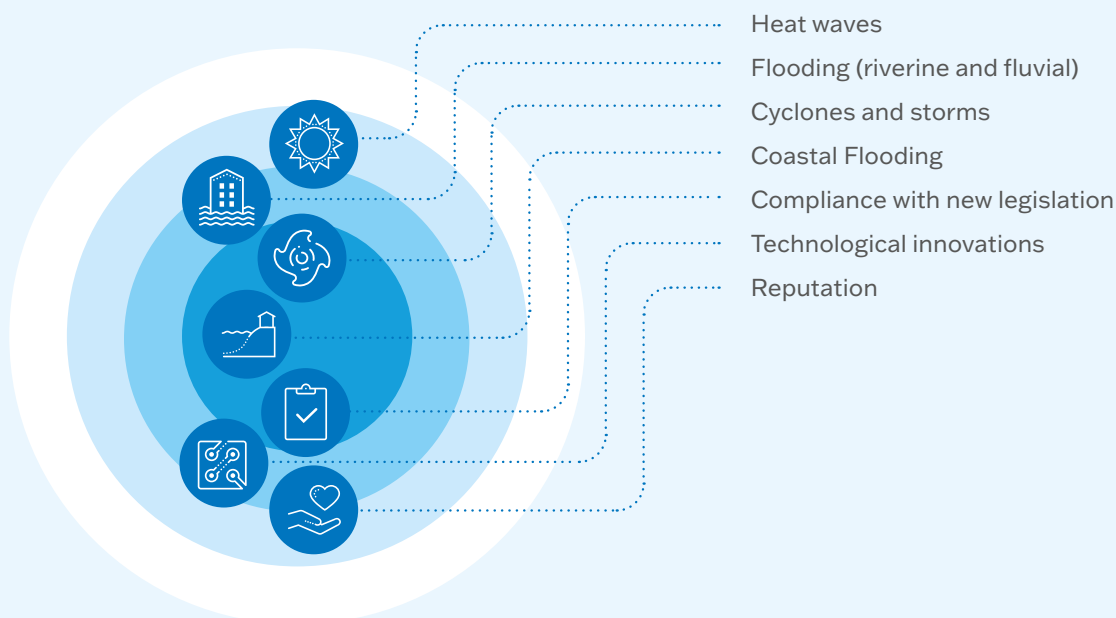 Heat waves
Flooding (riverine and fluvial)
Cyclones and storms
Coastal Flooding
Compliance with new legislation
Technological innovations
Reputation